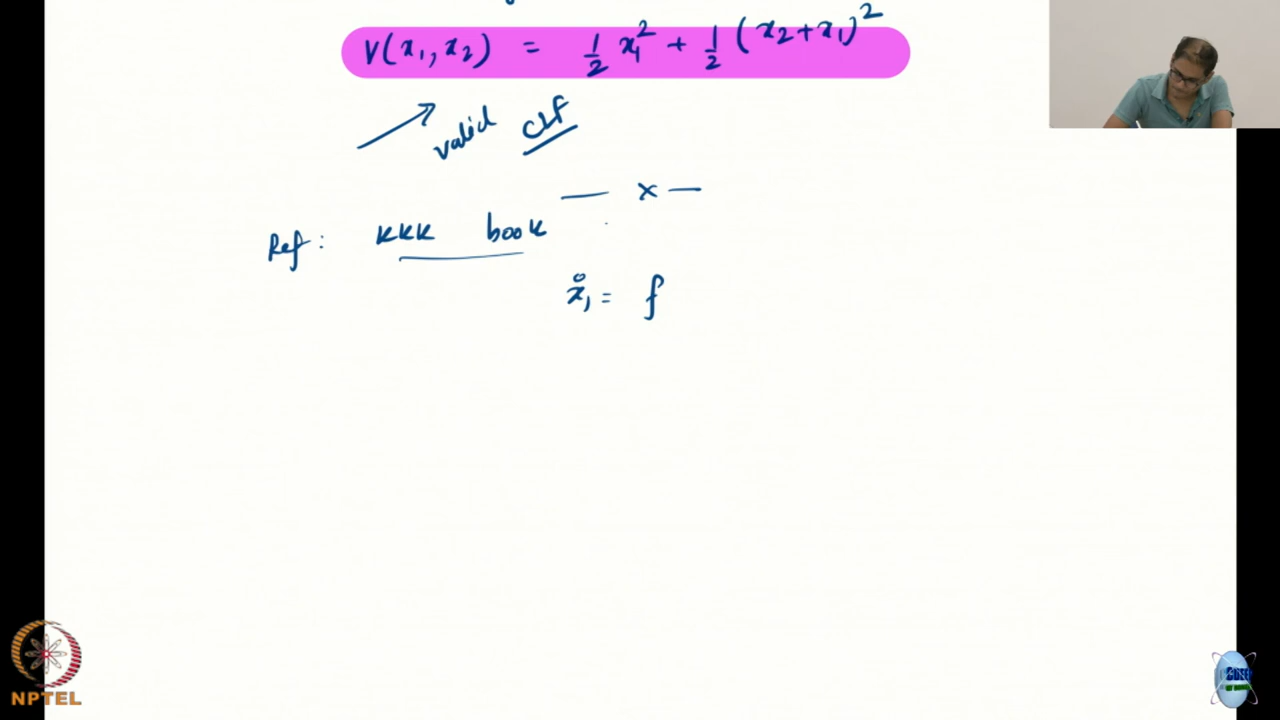 V(x₁, x₂) = ½ x₁² + ½ (x₂ + x₁)²
valid CLF
— x —
Ref: KKK book
ẋ₁ = f
NPTEL